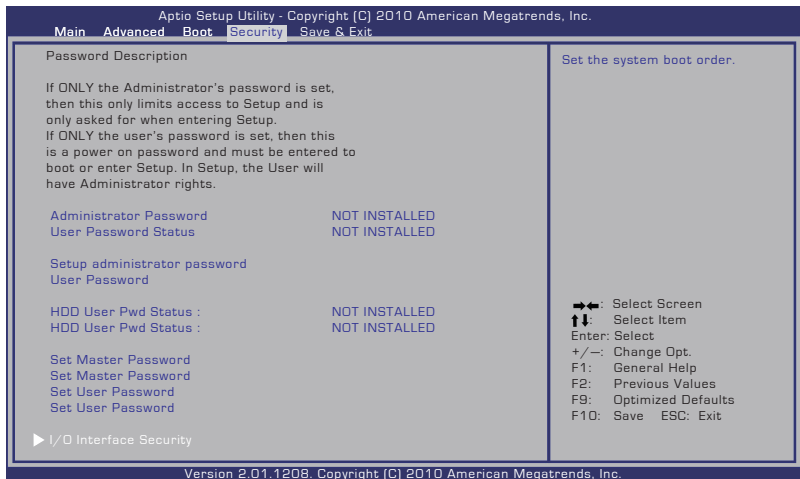 Aptio Setup Utility - Copyright (C) 2010 American Megatrends, Inc.
Main Advanced Boot Security Save & Exit
Password Description
If ONLY the Administrator's password is set,
then this only limits access to Setup and is
only asked for when entering Setup.
If ONLY the user's password is set, then this
is a power on password and must be entered to
boot or enter Setup. In Setup, the User will
have Administrator rights.
Administrator Password NOT INSTALLED
User Password Status NOT INSTALLED
Setup administrator password
User Password
HDD User Pwd Status : NOT INSTALLED
HDD User Pwd Status : NOT INSTALLED
Set Master Password
Set Master Password
Set User Password
Set User Password
I/O Interface Security
Set the system boot order.
→←: Select Screen
↑↓: Select Item
Enter: Select
+/—: Change Opt.
F1: General Help
F2: Previous Values
F9: Optimized Defaults
F10: Save ESC: Exit
Version 2.01.1208. Copyright (C) 2010 American Megatrends, Inc.